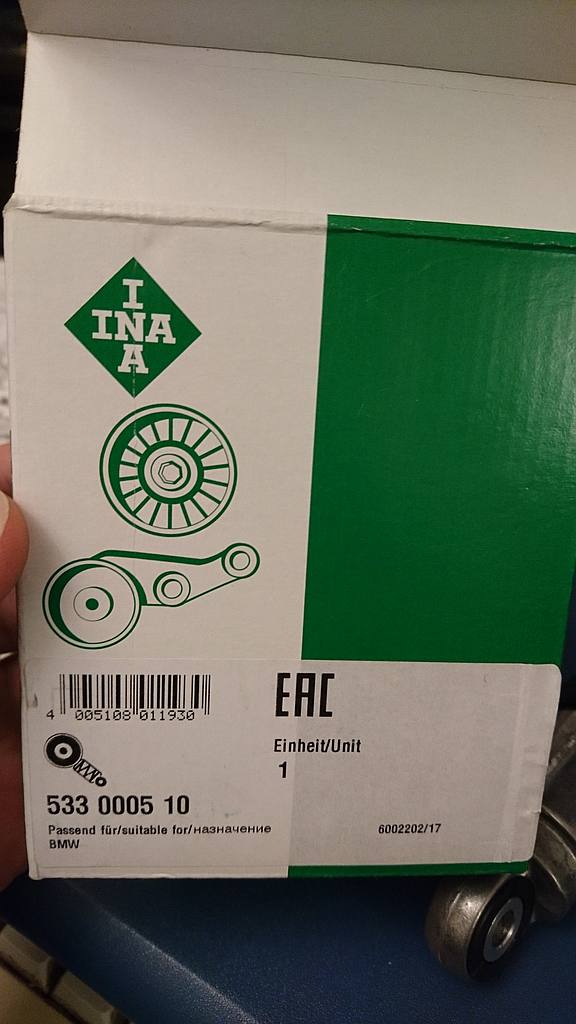 I
INA
A
4 005108 011930
EAC
Einheit/Unit
1
533 0005 10
Passend für/suitable for/назначение
BMW
6002202/17